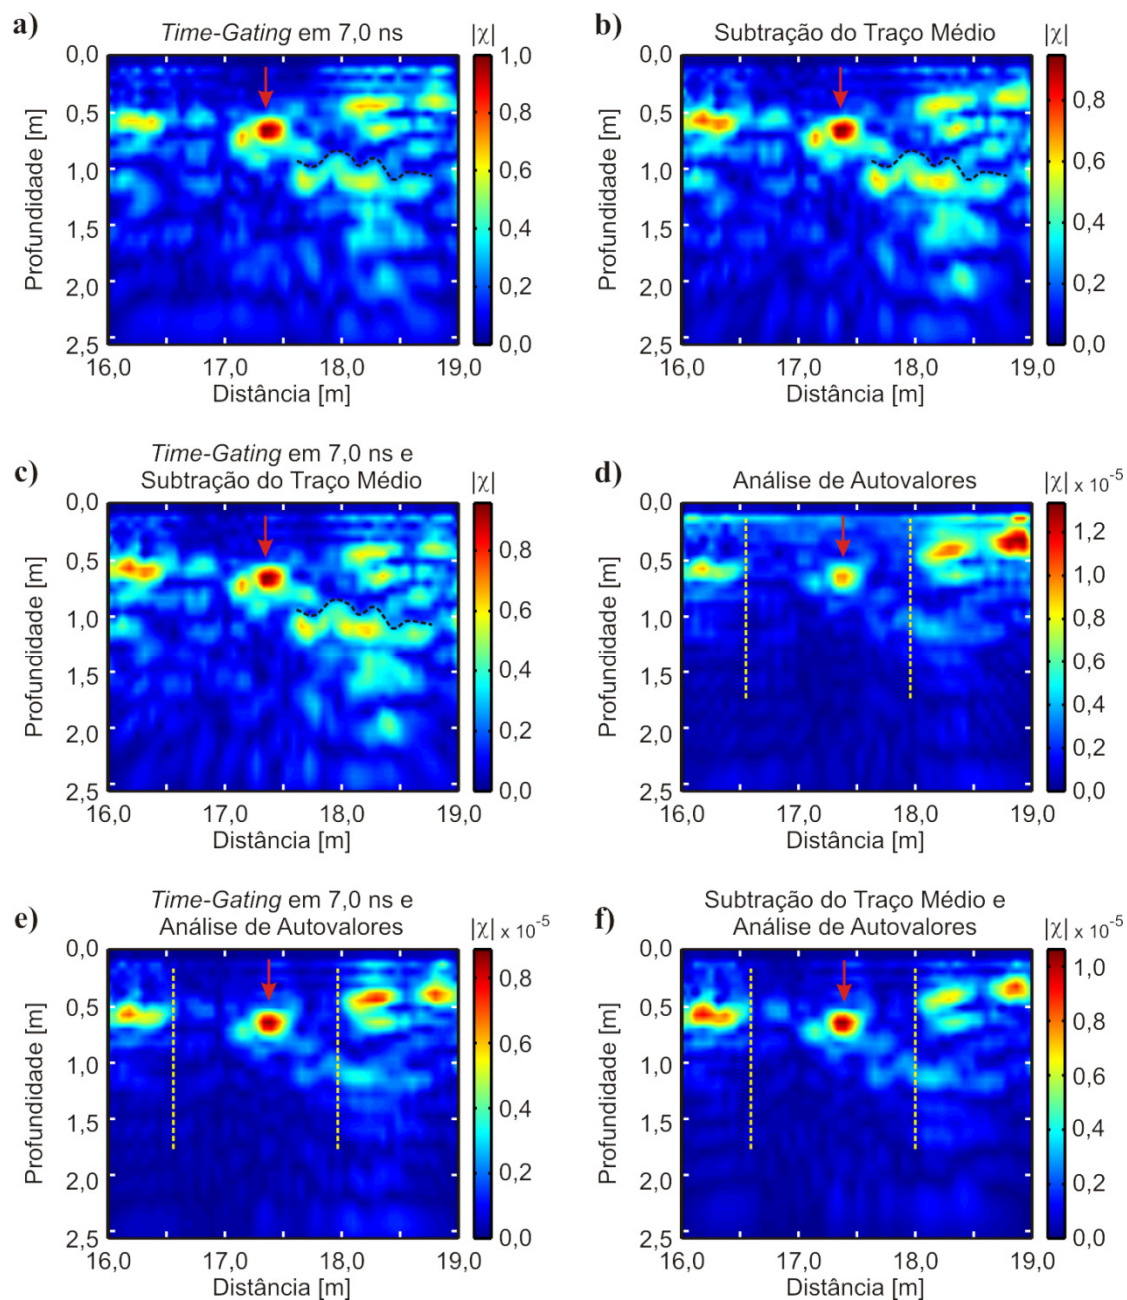 a)
Time-Gating em 7,0 ns
|χ|
Profundidade [m]
0,0
0,5
1,0
1,5
2,0
2,5
16,0 17,0 18,0 19,0
Distância [m]
1,0
0,8
0,6
0,4
0,2
0,0
b)
Subtração do Traço Médio
|χ|
Profundidade [m]
0,0
0,5
1,0
1,5
2,0
2,5
16,0 17,0 18,0 19,0
Distância [m]
0,8
0,6
0,4
0,2
0,0
c)
Time-Gating em 7,0 ns e
Subtração do Traço Médio
|χ|
Profundidade [m]
0,0
0,5
1,0
1,5
2,0
2,5
16,0 17,0 18,0 19,0
Distância [m]
0,8
0,6
0,4
0,2
0,0
d)
Análise de Autovalores
|χ| x 10-5
Profundidade [m]
0,0
0,5
1,0
1,5
2,0
2,5
16,0 17,0 18,0 19,0
Distância [m]
1,2
1,0
0,8
0,6
0,4
0,2
0,0
e)
Time-Gating em 7,0 ns e
Análise de Autovalores
|χ| x 10-5
Profundidade [m]
0,0
0,5
1,0
1,5
2,0
2,5
16,0 17,0 18,0 19,0
Distância [m]
0,8
0,6
0,4
0,2
0,0
f)
Subtração do Traço Médio e
Análise de Autovalores
|χ| x 10-5
Profundidade [m]
0,0
0,5
1,0
1,5
2,0
2,5
16,0 17,0 18,0 19,0
Distância [m]
1,0
0,8
0,6
0,4
0,2
0,0